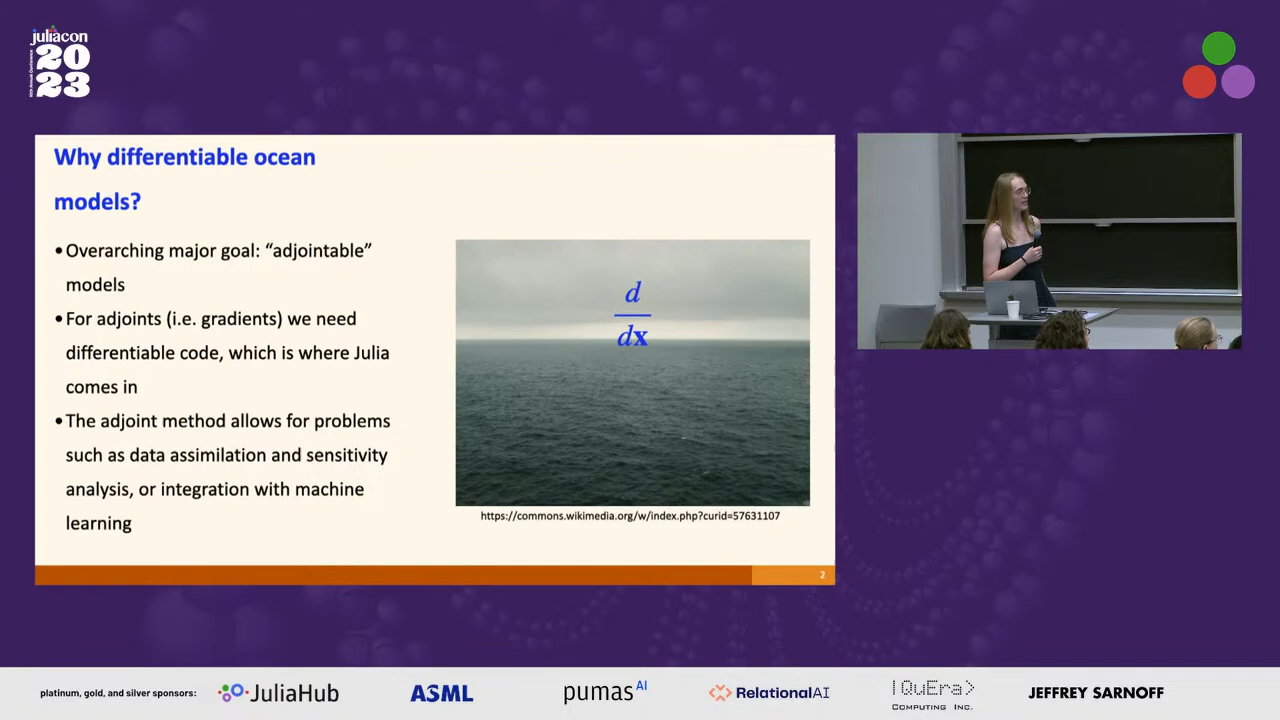 juliacon
20
23
Why differentiable ocean
models?
•Overarching major goal: “adjointable”
models
•For adjoints (i.e. gradients) we need
differentiable code, which is where Julia
comes in
•The adjoint method allows for problems
such as data assimilation and sensitivity
analysis, or integration with machine
learning
d
dx
https://commons.wikimedia.org/w/index.php?curid=57631107
2
platinum, gold, and silver sponsors:
JuliaHub
ASML
pumas AI
RelationalAI
|QuEra>
COMPUTING INC.
JEFFREY SARNOFF